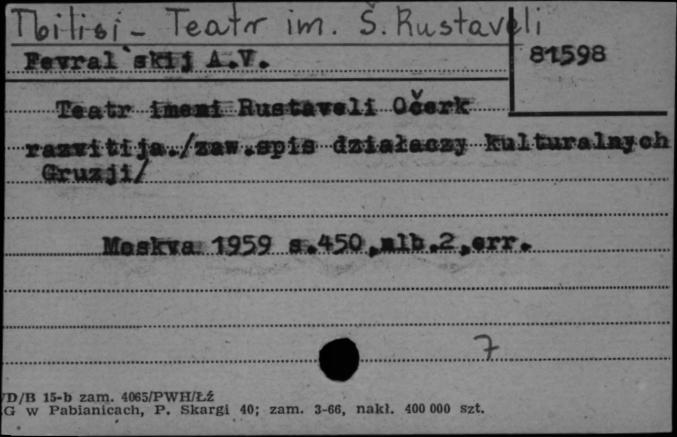 Tbilisi - Teatr im. Š. Rustaveli
Fevral`skij A.V.
81598
Teatr imeni Rustaveli Očerk
razvitija./zaw.spis działaczy kulturalnych
Gruzji/
Moskva 1959 s.450,nlb.2,err.
7
/D/B 15-b zam. 4065/PWH/Łź
.G w Pabianicach, P. Skargi 40; zam. 3-66, nakł. 400 000 szt.